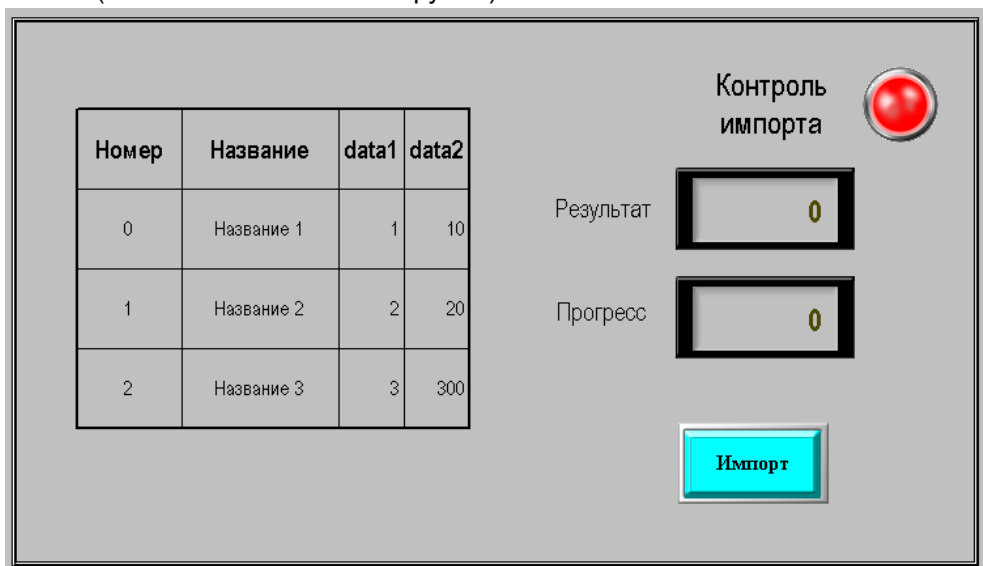 Контроль
импорта
Номер Название data1 data2
0 Название 1 1 10
1 Название 2 2 20
2 Название 3 3 300
Результат 0
Прогресс 0
Импорт